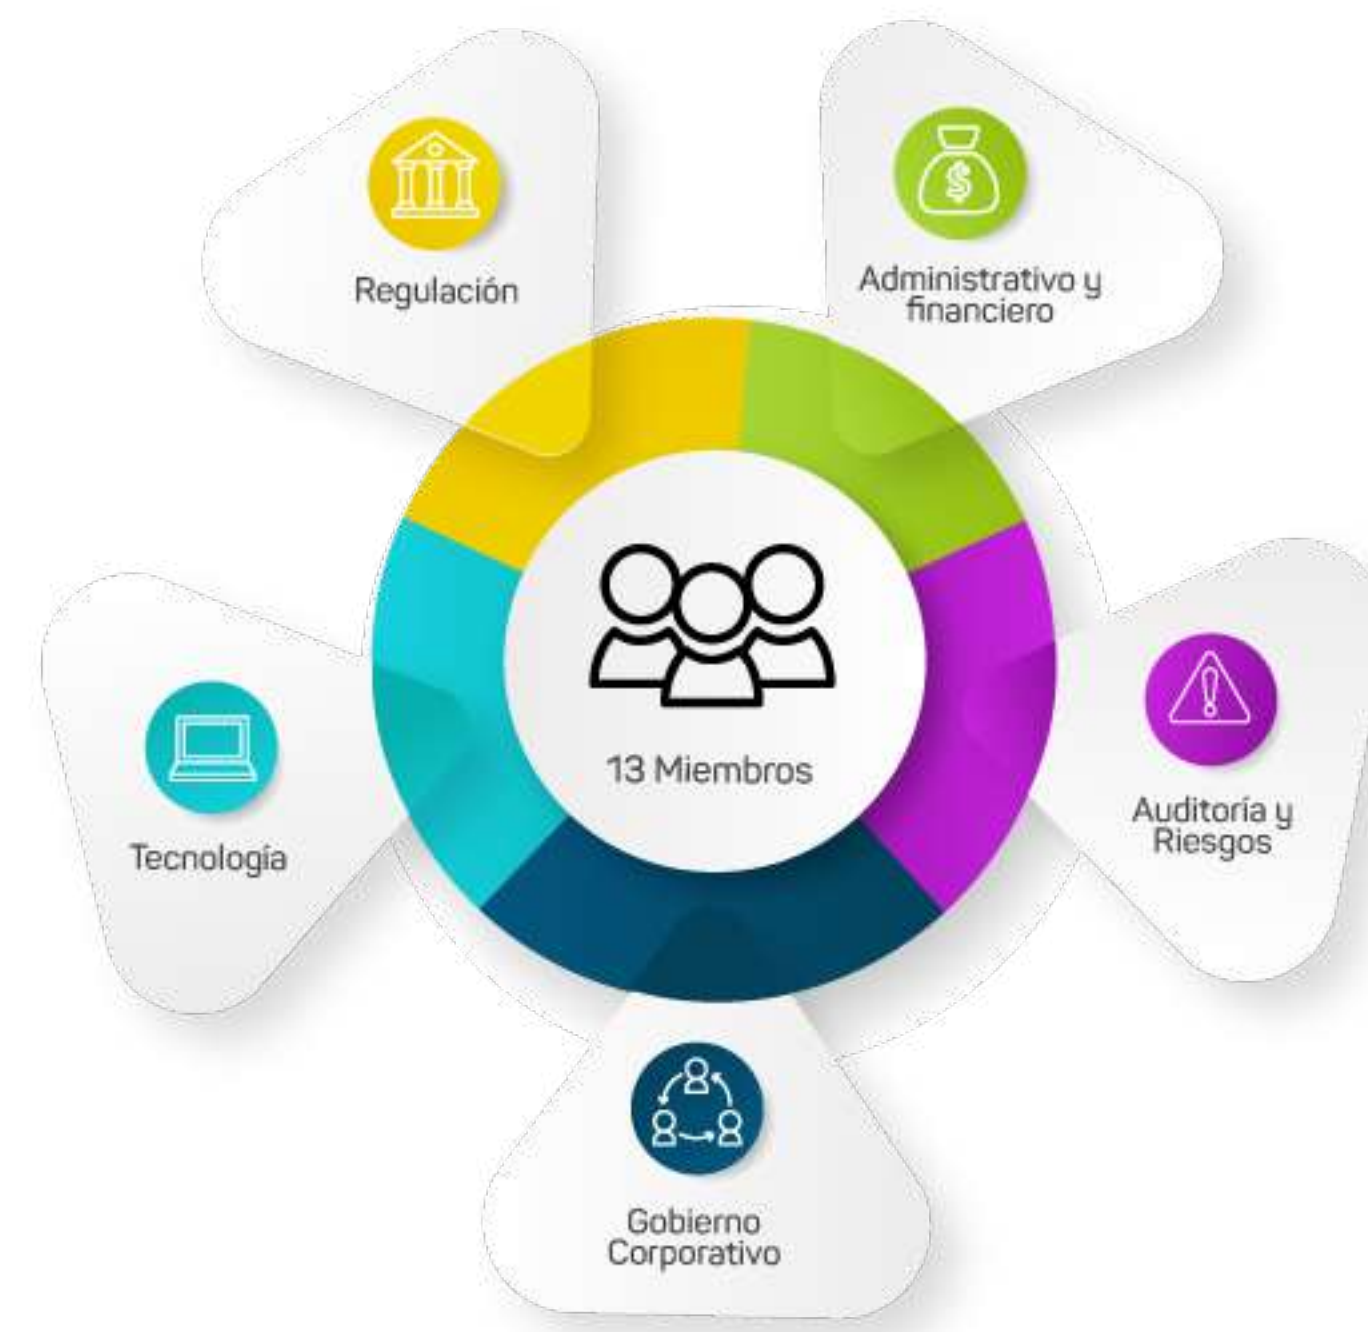 Regulación
Administrativo y
financiero
$
13 Miembros
Auditoría y
Riesgos
Tecnología
Gobierno
Corporativo